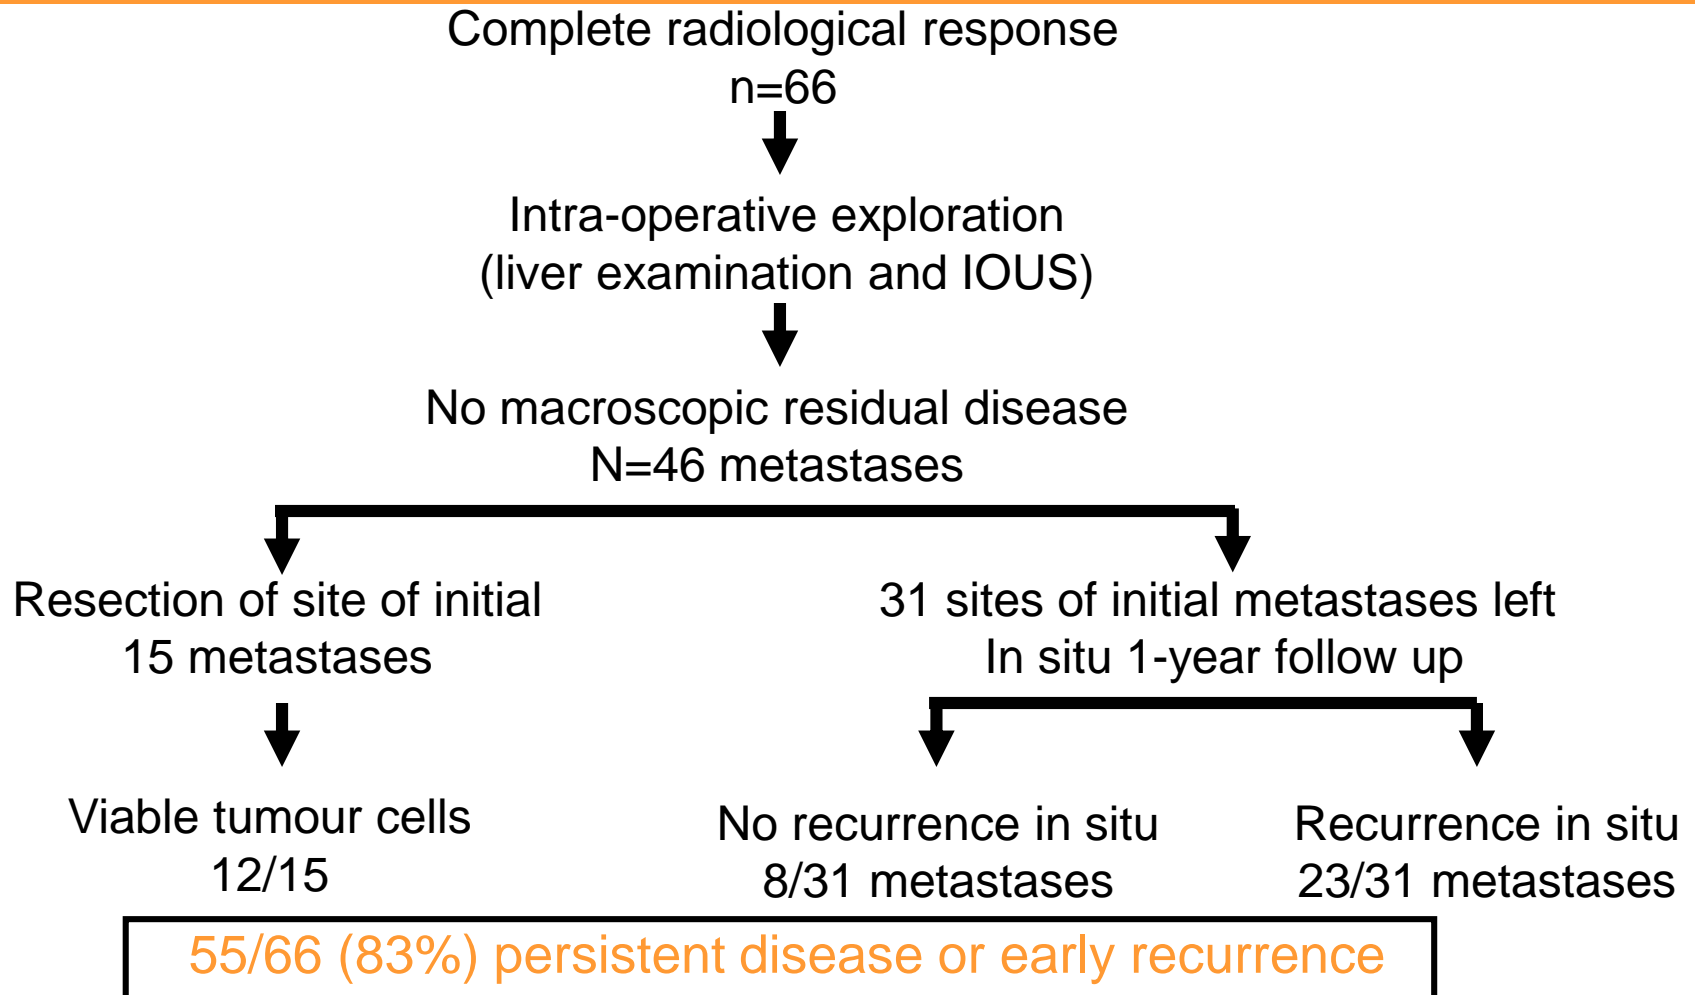 Complete radiological response
n=66
Intra-operative exploration
(liver examination and IOUS)
No macroscopic residual disease
N=46 metastases
Resection of site of initial
15 metastases
31 sites of initial metastases left
In situ 1-year follow up
Viable tumour cells
12/15
No recurrence in situ
8/31 metastases
Recurrence in situ
23/31 metastases
55/66 (83%) persistent disease or early recurrence